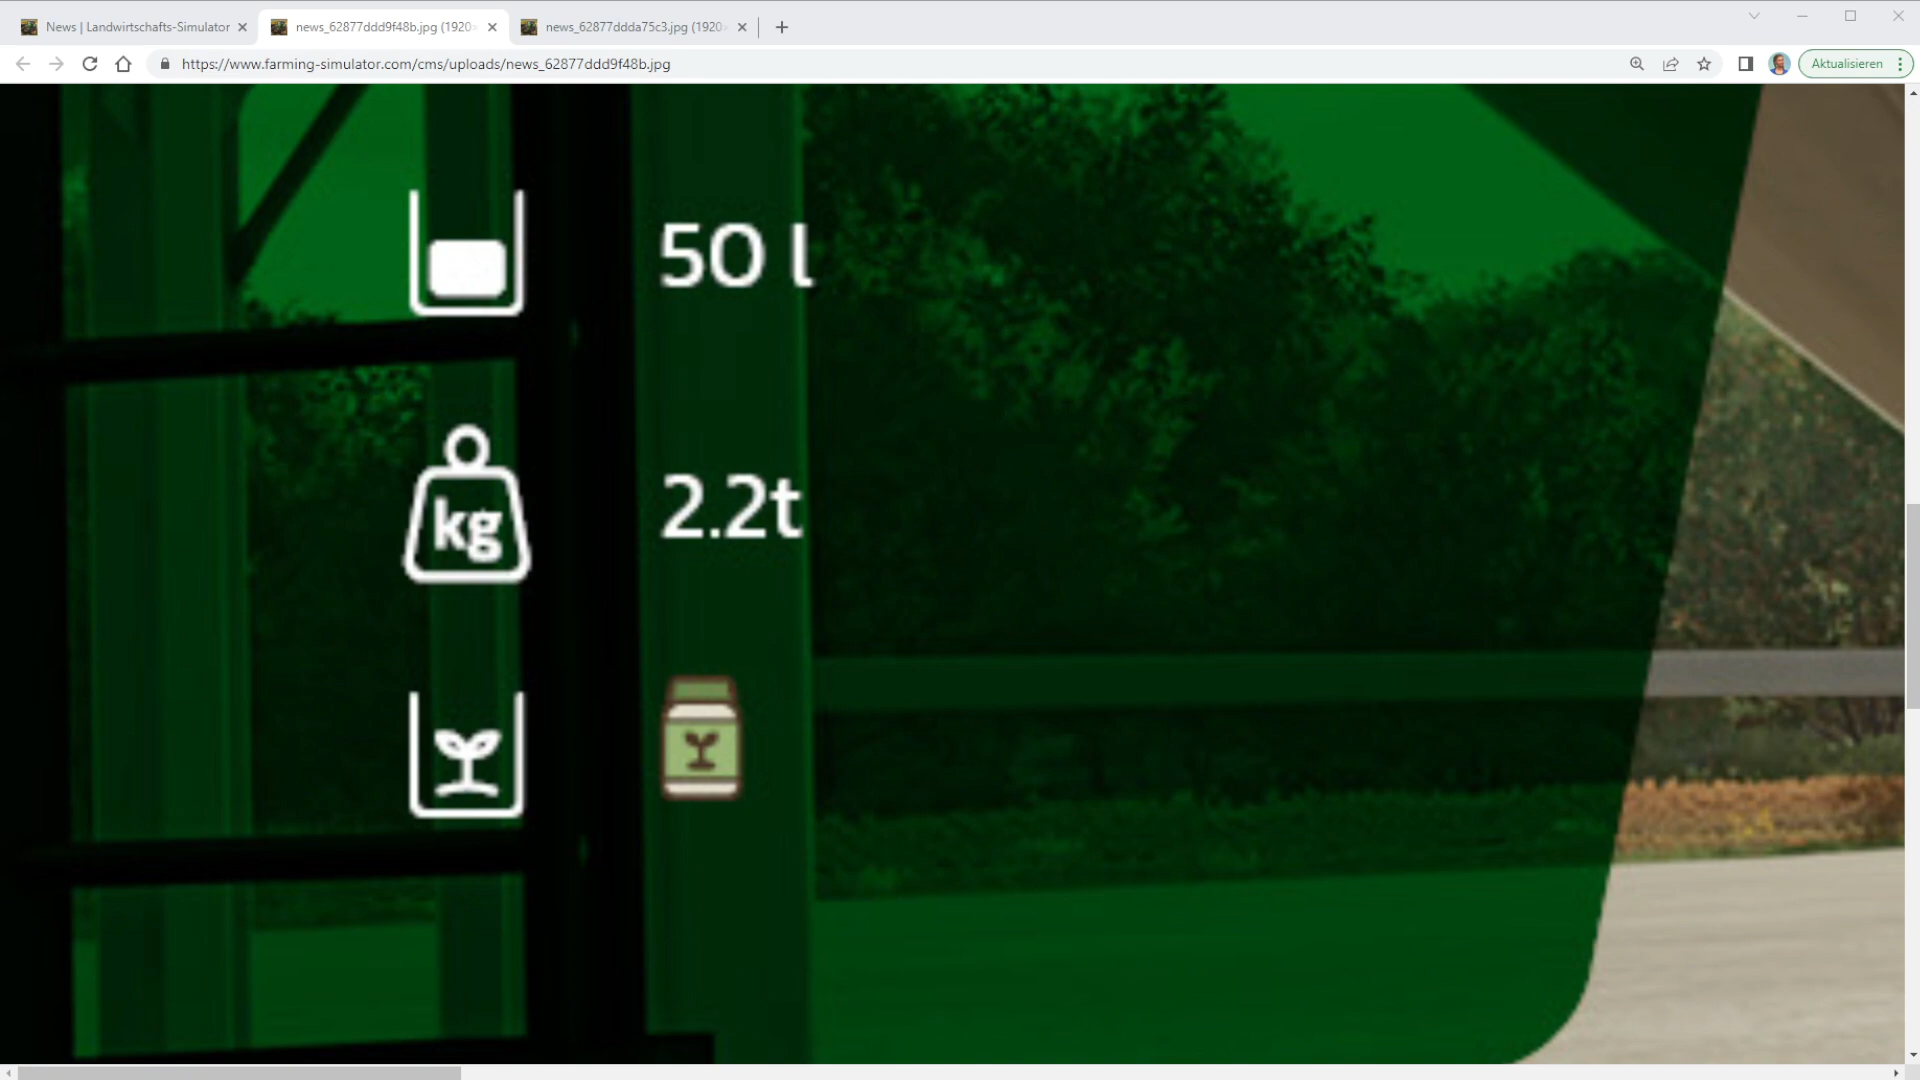 News | Landwirtschafts-Simulator
news_62877ddd9f48b.jpg (1920
news_62877ddda75c3.jpg (1920
https://www.farming-simulator.com/cms/uploads/news_62877ddd9f48b.jpg
Aktualisieren
50 l
kg
2.2t